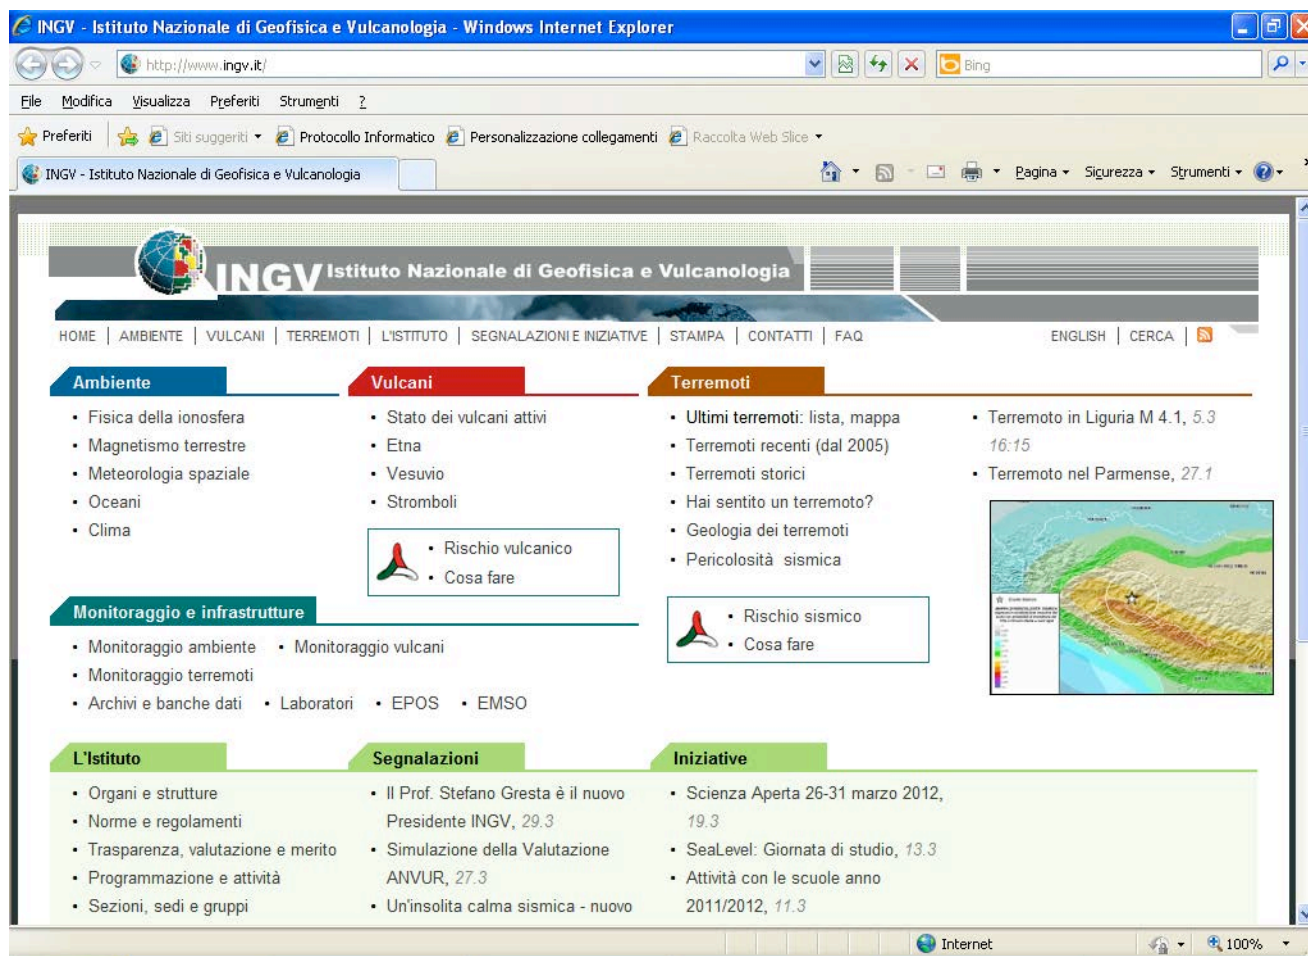 INGV - Istituto Nazionale di Geofisica e Vulcanologia - Windows Internet Explorer
http://www.ingv.it/
Bing
File Modifica Visualizza Preferiti Strumenti ?
Preferiti Siti suggeriti Protocollo Informatico Personalizzazione collegamenti Raccolta Web Slice
INGV - Istituto Nazionale di Geofisica e Vulcanologia
Pagina Sicurezza Strumenti
INGV Istituto Nazionale di Geofisica e Vulcanologia
HOME | AMBIENTE | VULCANI | TERREMOTI | L'ISTITUTO | SEGNALAZIONI E INIZIATIVE | STAMPA | CONTATTI | FAQ
ENGLISH | CERCA |
Ambiente
• Fisica della ionosfera
• Magnetismo terrestre
• Meteorologia spaziale
• Oceani
• Clima
Vulcani
• Stato dei vulcani attivi
• Etna
• Vesuvio
• Stromboli
• Rischio vulcanico
• Cosa fare
Terremoti
• Ultimi terremoti: lista, mappa
• Terremoti recenti (dal 2005)
• Terremoti storici
• Hai sentito un terremoto?
• Geologia dei terremoti
• Pericolosità sismica
• Rischio sismico
• Cosa fare
• Terremoto in Liguria M 4.1, 5.3
16:15
• Terremoto nel Parmense, 27.1
Monitoraggio e infrastrutture
• Monitoraggio ambiente • Monitoraggio vulcani
• Monitoraggio terremoti
• Archivi e banche dati • Laboratori • EPOS • EMSO
L'Istituto
• Organi e strutture
• Norme e regolamenti
• Trasparenza, valutazione e merito
• Programmazione e attività
• Sezioni, sedi e gruppi
Segnalazioni
• Il Prof. Stefano Gresta è il nuovo
Presidente INGV, 29.3
• Simulazione della Valutazione
ANVUR, 27.3
• Un'insolita calma sismica - nuovo
Iniziative
• Scienza Aperta 26-31 marzo 2012,
19.3
• SeaLevel: Giornata di studio, 13.3
• Attività con le scuole anno
2011/2012, 11.3
Internet
100%